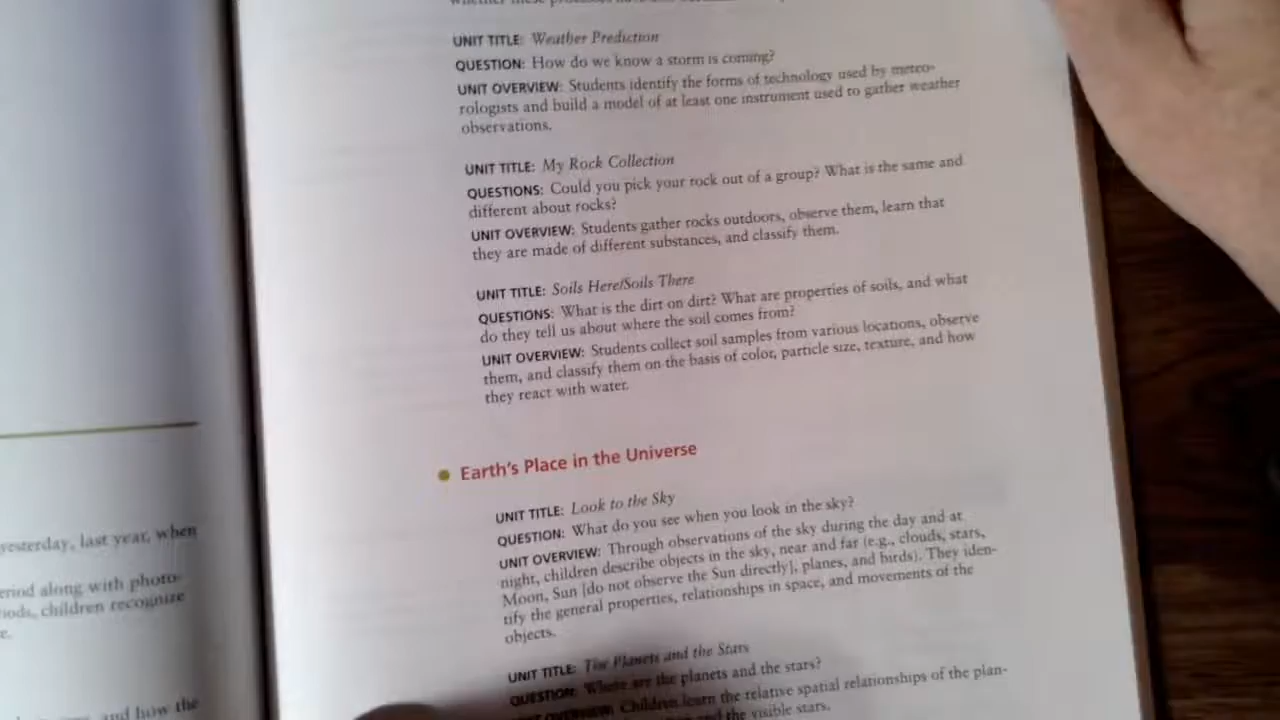 yesterday, last year, when
along with photo-
children recognize
and how the
UNIT TITLE: Weather Prediction
QUESTION: How do we know a storm is coming?
UNIT OVERVIEW: Students identify the forms of technology used by meteo-
rologists and build a model of at least one instrument used to gather weather
observations.
UNIT TITLE: My Rock Collection
QUESTIONS: Could you pick your rock out of a group? What is the same and
different about rocks?
UNIT OVERVIEW: Students gather rocks outdoors, observe them, learn that
they are made of different substances, and classify them.
UNIT TITLE: Soils Here/Soils There
QUESTIONS: What is the dirt on dirt? What are properties of soils, and what
do they tell us about where the soil comes from?
UNIT OVERVIEW: Students collect soil samples from various locations, observe
them, and classify them on the basis of color, particle size, texture, and how
they react with water.
Earth's Place in the Universe
UNIT TITLE: Look to the Sky
QUESTION: What do you see when you look in the sky?
UNIT OVERVIEW: Through observations of the sky during the day and at
night, children describe objects in the sky, near and far (e.g., clouds, stars,
Moon, Sun [do not observe the Sun directly], planes, and birds). They iden-
tify the general properties, relationships in space, and movements of the
objects.
UNIT TITLE: The Planets and the Stars
QUESTION: Where are the planets and the stars?
UNIT OVERVIEW: Children learn the relative spatial relationships of the plan-
and the visible stars.